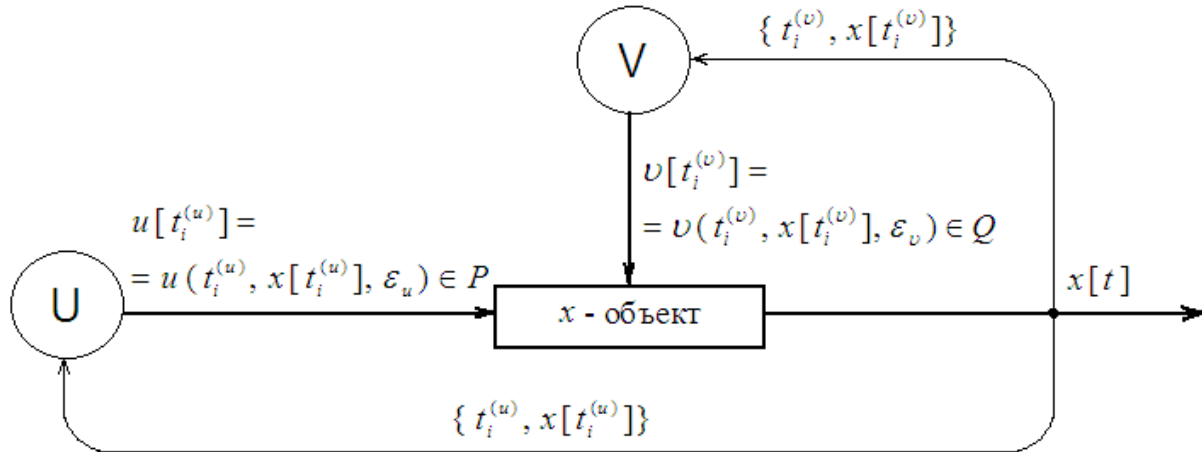 { t_i^{(υ)}, x[t_i^{(υ)}]}
V
υ[t_i^{(υ)}] =
= υ(t_i^{(υ)}, x[t_i^{(υ)}], ε_υ) ∈ Q
u[t_i^{(u)}] =
= u(t_i^{(u)}, x[t_i^{(u)}], ε_u) ∈ P
U
x - объект
x[t]
{ t_i^{(u)}, x[t_i^{(u)}]}